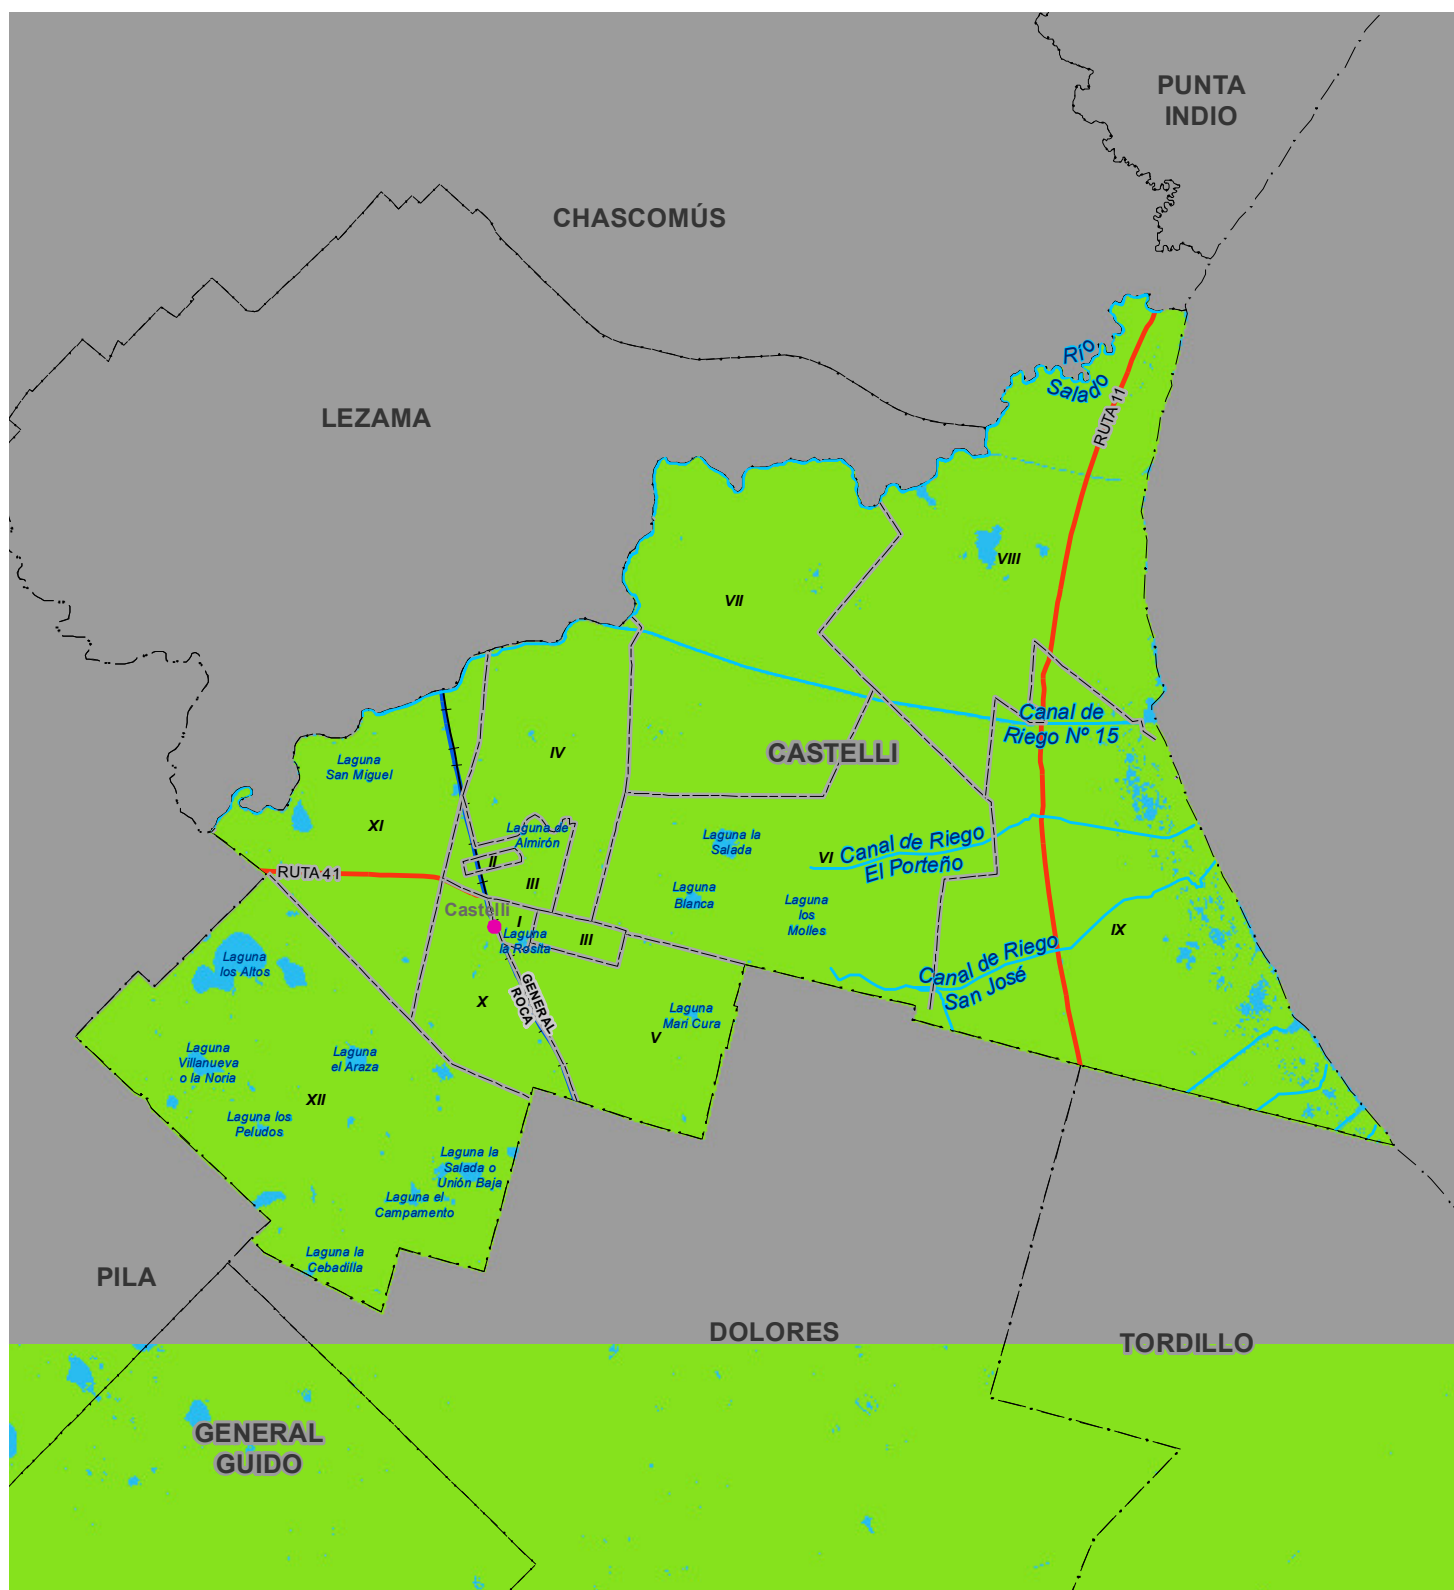 PUNTA
INDIO
CHASCOMÚS
Río
Salado
RUTA 11
LEZAMA
VIII
VII
Canal de
Riego Nº 15
CASTELLI
IV
Laguna
San Miguel
XI
Laguna de
Almirón
Laguna la
Salada
VI
Canal de Riego
El Porteño
II
RUTA 41
III
Laguna
Blanca
Laguna
los
Molles
Castelli
I
Laguna
la Rosita
III
IX
Laguna
los Altos
Canal de Riego
San José
X
GENERAL
ROCA
Laguna
Mari Cura
V
Laguna
Villanueva
o la Noria
Laguna
el Araza
XII
Laguna los
Peludos
Laguna la
Salada o
Unión Baja
Laguna el
Campamento
Laguna la
Cebadilla
PILA
DOLORES
TORDILLO
GENERAL
GUIDO